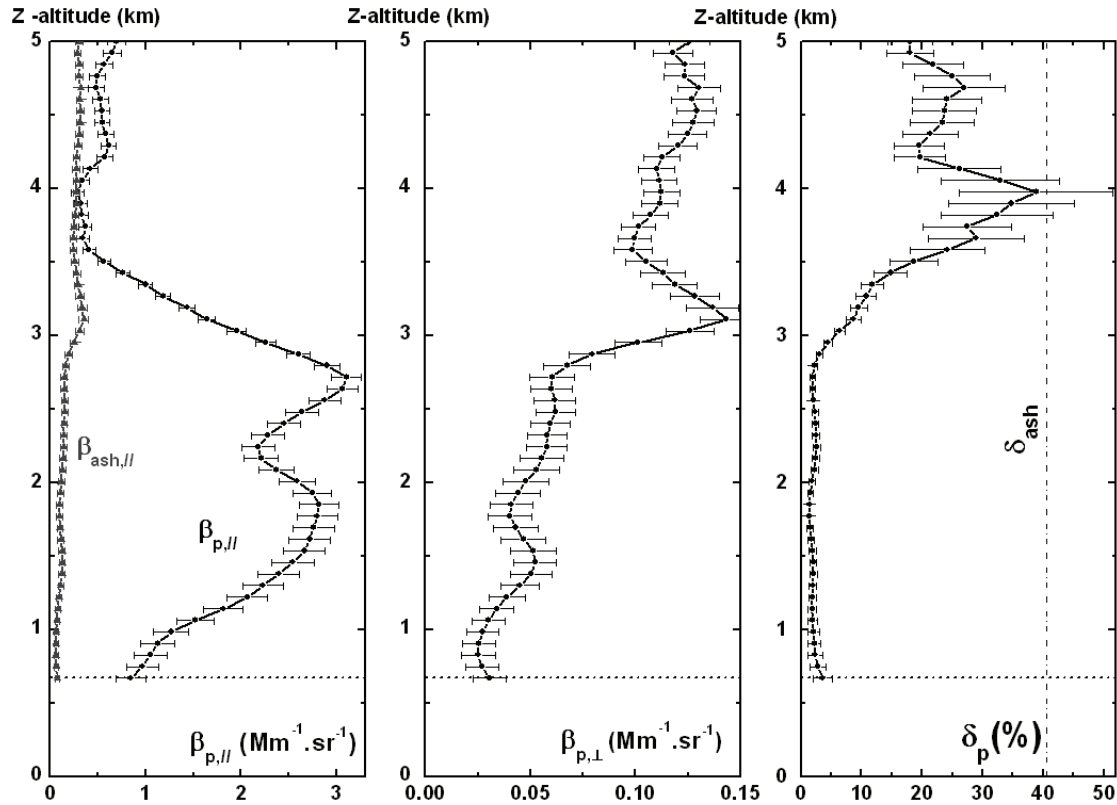 Z -altitude (km) Z-altitude (km) Z-altitude (km)
5 5 5
4 4 4
3 3 3
β_ash,// δ_ash
2 2 2
β_p,//
1 1 1
β_p,// (Mm⁻¹.sr⁻¹) β_p,⊥ (Mm⁻¹.sr⁻¹) δ_p(%)
0 0 0
0 1 2 3 0.00 0.05 0.10 0.15 0 10 20 30 40 50